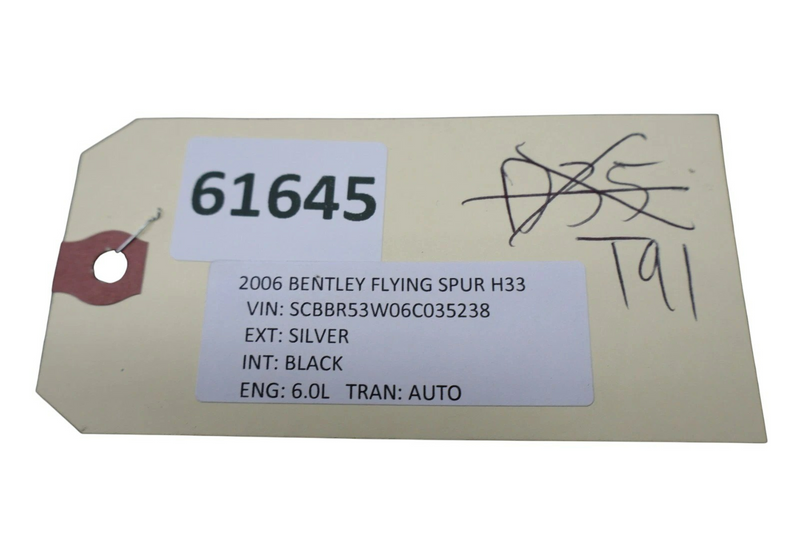 61645
D35
T91
2006 BENTLEY FLYING SPUR H33
VIN: SCBBR53W06C035238
EXT: SILVER
INT: BLACK
ENG: 6.0L TRAN: AUTO